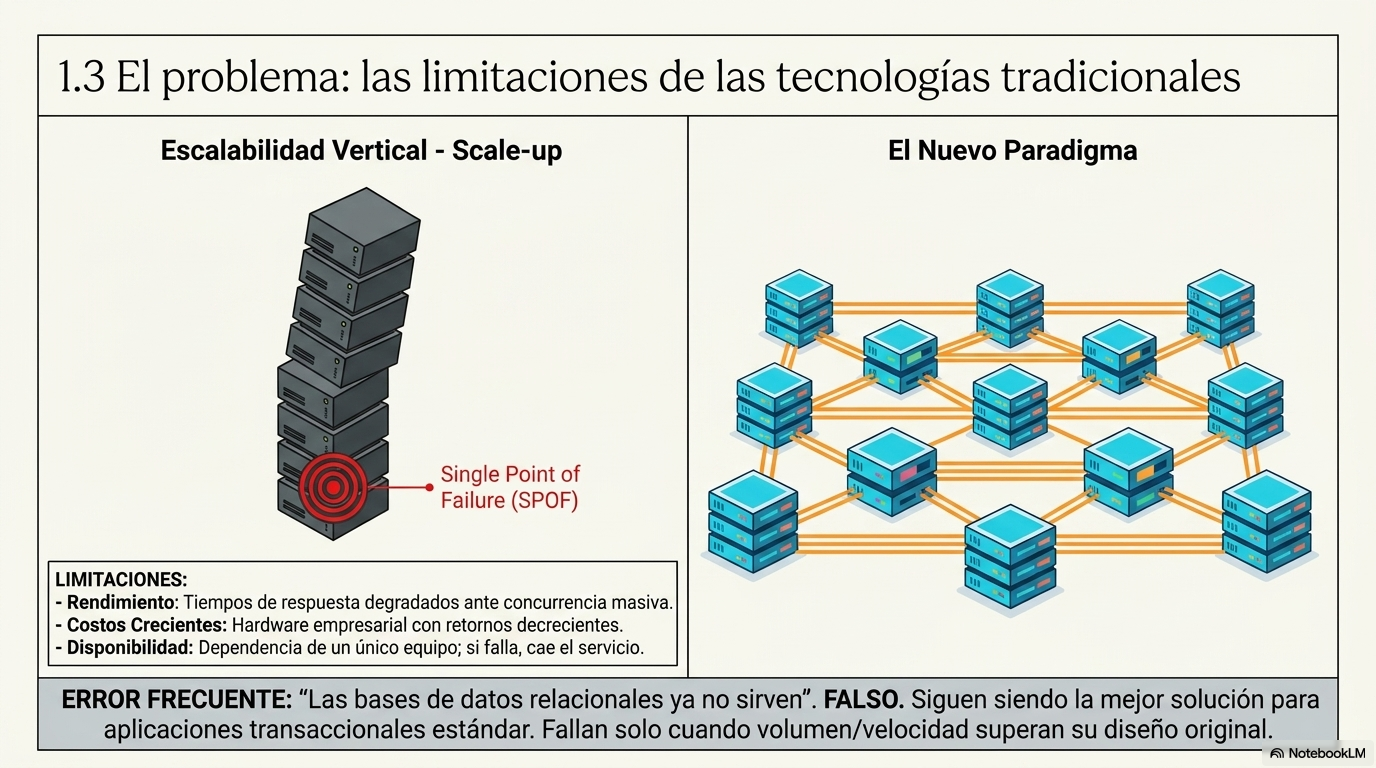 1.3 El problema: las limitaciones de las tecnologías tradicionales
Escalabilidad Vertical - Scale-up
Single Point of
Failure (SPOF)
LIMITACIONES:
- Rendimiento: Tiempos de respuesta degradados ante concurrencia masiva.
- Costos Crecientes: Hardware empresarial con retornos decrecientes.
- Disponibilidad: Dependencia de un único equipo; si falla, cae el servicio.
El Nuevo Paradigma
ERROR FRECUENTE: “Las bases de datos relacionales ya no sirven”. FALSO. Siguen siendo la mejor solución para
aplicaciones transaccionales estándar. Fallan solo cuando volumen/velocidad superan su diseño original.
NotebookLM